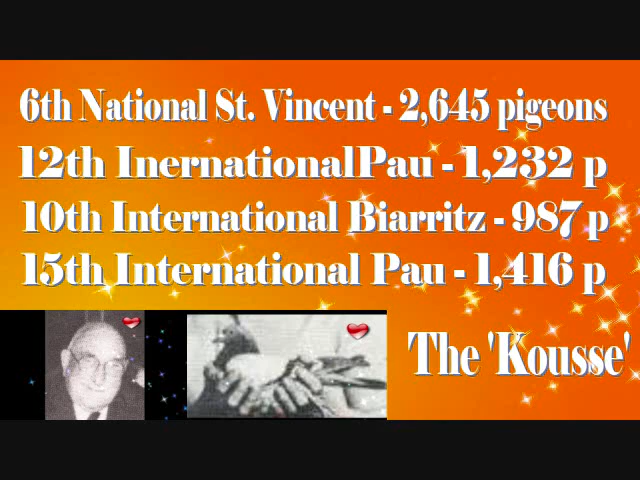 6th National St. Vincent - 2,645 pigeons
12th InernationalPau - 1,232 p
10th International Biarritz - 987 p
15th International Pau - 1,416 p
The 'Kousse'